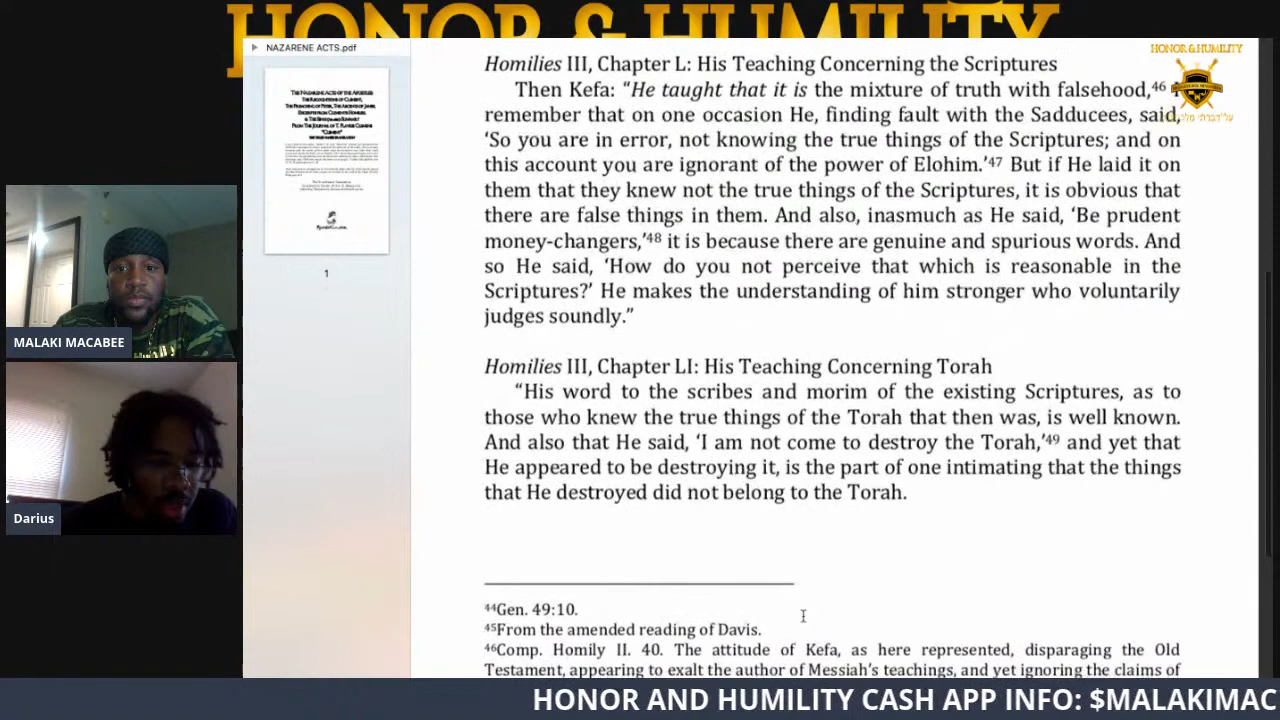 HONOR & HUMILITY
NAZARENE ACTS.pdf
1
HONOR & HUMILITY
MALAKI MACABEE
Darius
Homilies III, Chapter L: His Teaching Concerning the Scriptures
Then Kefa: “He taught that it is the mixture of truth with falsehood,⁴⁶
remember that on one occasion He, finding fault with the Sadducees, said,
‘So you are in error, not knowing the true things of the Scriptures; and on
this account you are ignorant of the power of Elohim.’⁴⁷ But if He laid it to
them that they knew not the true things of the Scriptures, it is obvious that
there are false things in them. And also, inasmuch as He said, ‘Be prudent
money-changers,’⁴⁸ it is because there are genuine and spurious words. And
so He said, ‘How do you not perceive that which is reasonable in the
Scriptures?’ He makes the understanding of him stronger who voluntarily
judges soundly.”
Homilies III, Chapter LI: His Teaching Concerning Torah
“His word to the scribes and morim of the existing Scriptures, as to
those who knew the true things of the Torah that then was, is well known.
And also that He said, ‘I am not come to destroy the Torah,’⁴⁹ and yet that
He appeared to be destroying it, is the part of one intimating that the things
that He destroyed did not belong to the Torah.
⁴⁴Gen. 49:10.
⁴⁵From the amended reading of Davis.
⁴⁶Comp. Homily II. 40. The attitude of Kefa, as here represented, disparaging the Old
Testament, appearing to exalt the author of Messiah’s teachings, and yet ignoring the claims of
HONOR AND HUMILITY CASH APP INFO: $MALAKIMAC